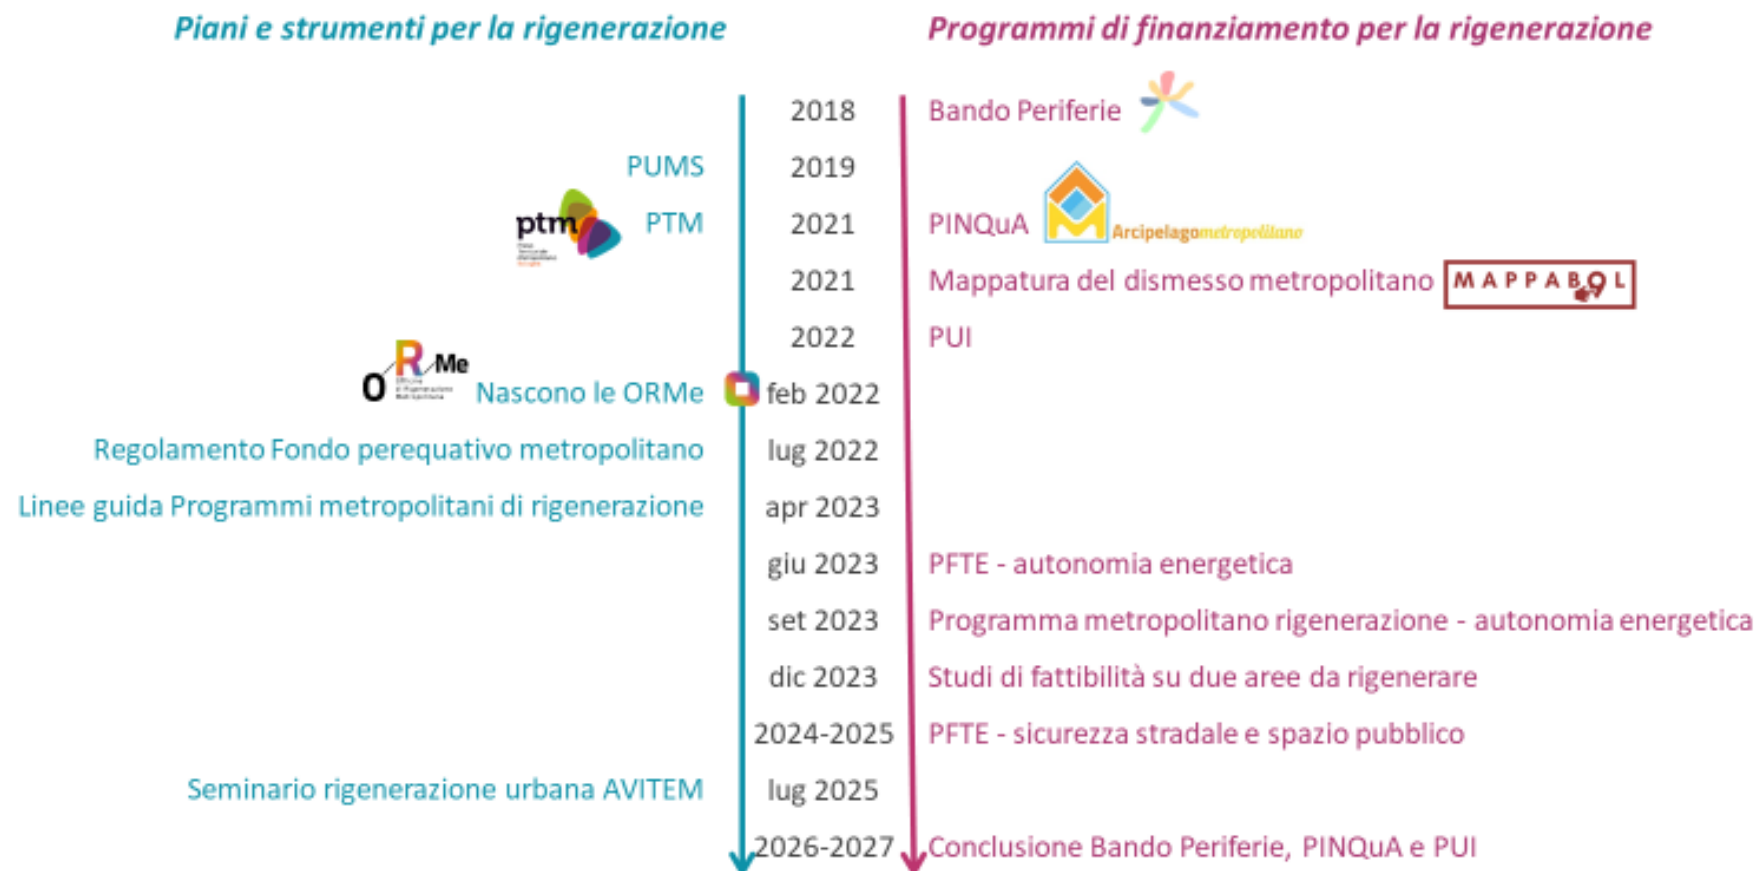 Piani e strumenti per la rigenerazione
Programmi di finanziamento per la rigenerazione
2018 Bando Periferie
PUMS 2019
ptm PTM 2021 PINQuA Arcipelagometropolitano
2021 Mappatura del dismesso metropolitano MAPPABOL
2022 PUI
ORMe Nascono le ORMe feb 2022
Regolamento Fondo perequativo metropolitano lug 2022
Linee guida Programmi metropolitani di rigenerazione apr 2023
giu 2023 PFTE - autonomia energetica
set 2023 Programma metropolitano rigenerazione - autonomia energetica
dic 2023 Studi di fattibilità su due aree da rigenerare
2024-2025 PFTE - sicurezza stradale e spazio pubblico
Seminario rigenerazione urbana AVITEM lug 2025
2026-2027 Conclusione Bando Periferie, PINQuA e PUI